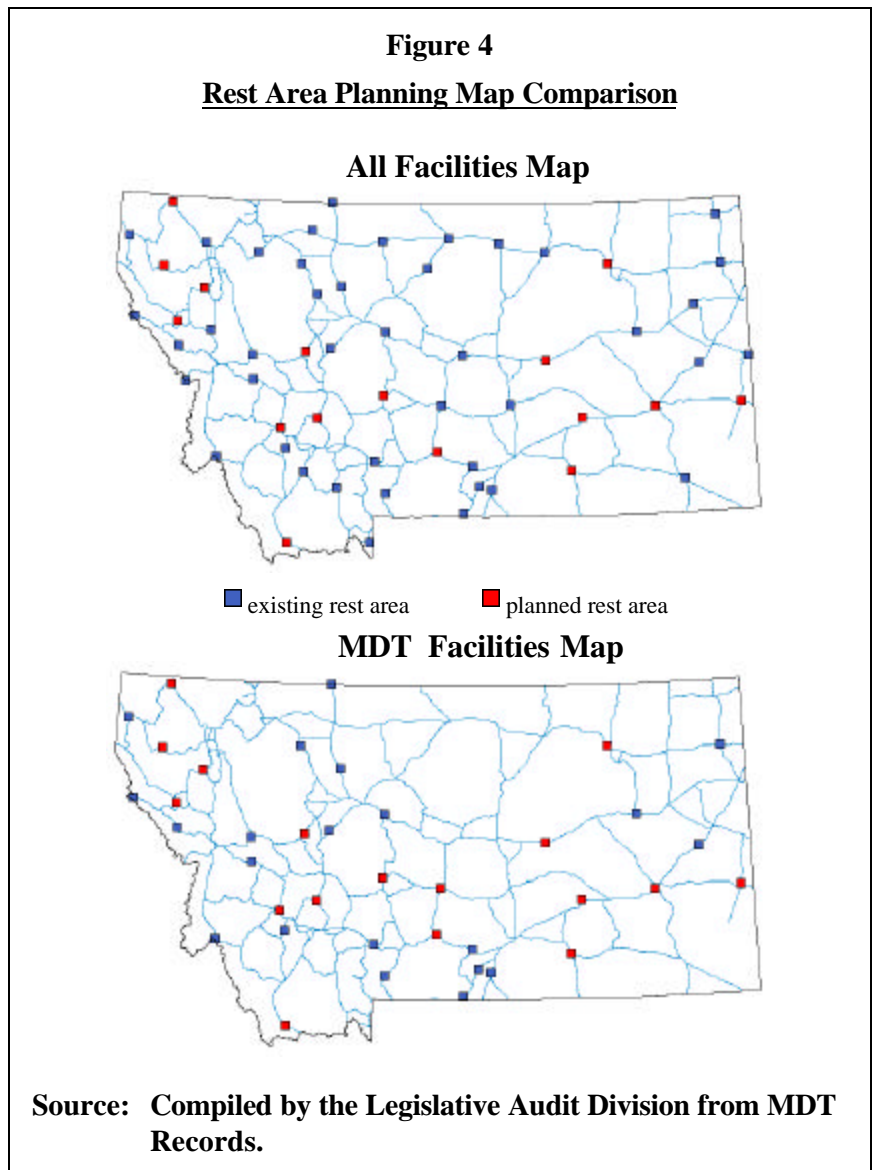 Figure 4
Rest Area Planning Map Comparison
All Facilities Map
existing rest area planned rest area
MDT Facilities Map
Source: Compiled by the Legislative Audit Division from MDT
Records.